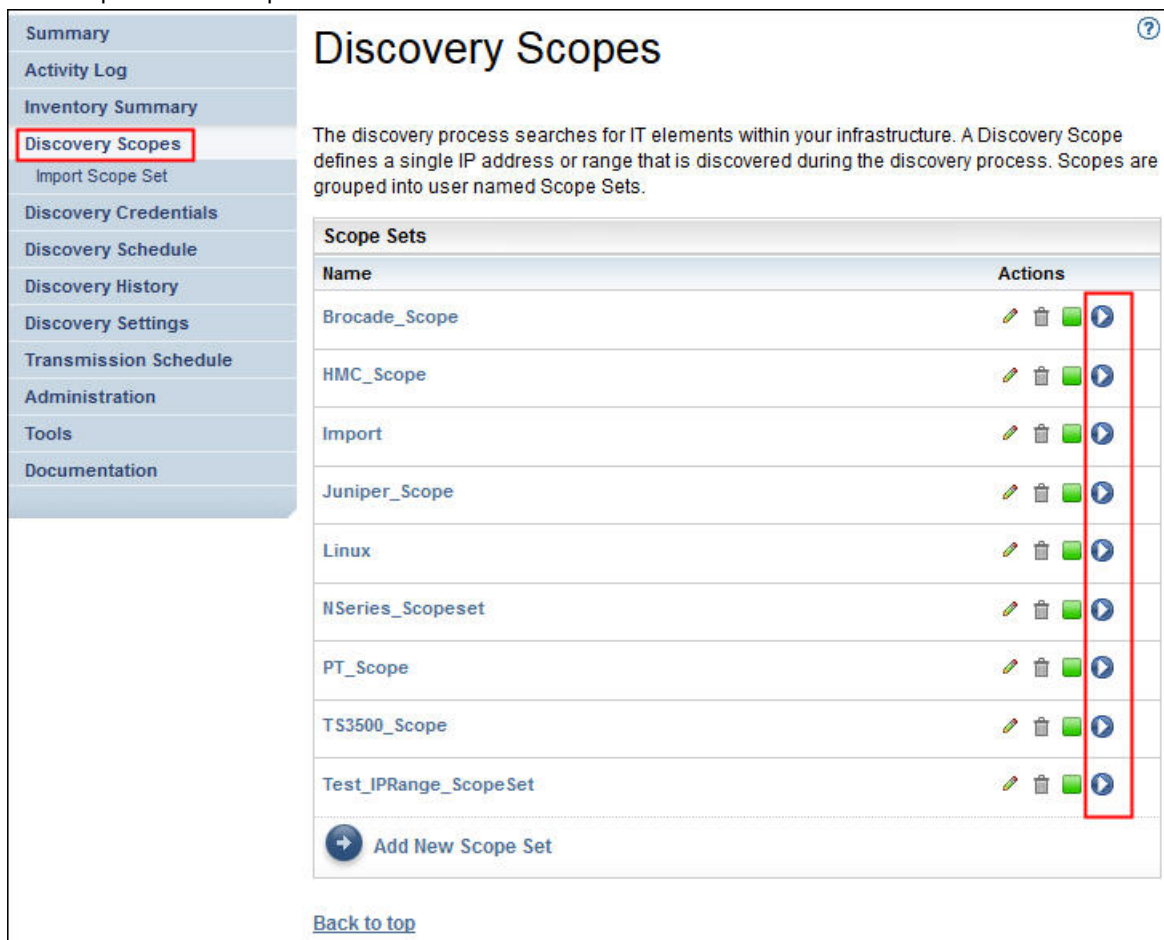 Summary
Activity Log
Inventory Summary
Discovery Scopes
Import Scope Set
Discovery Credentials
Discovery Schedule
Discovery History
Discovery Settings
Transmission Schedule
Administration
Tools
Documentation
?
Discovery Scopes
The discovery process searches for IT elements within your infrastructure. A Discovery Scope
defines a single IP address or range that is discovered during the discovery process. Scopes are
grouped into user named Scope Sets.
Scope Sets
Name Actions
Brocade_Scope
HMC_Scope
Import
Juniper_Scope
Linux
NSeries_Scopeset
PT_Scope
TS3500_Scope
Test_IPRange_ScopeSet
Add New Scope Set
Back to top